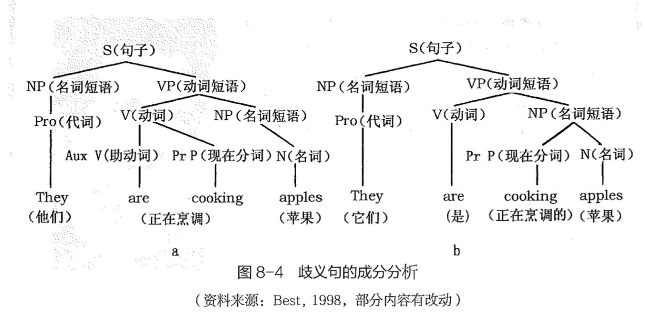 S(句子)
S(句子)
NP(名词短语)
VP(动词短语)
NP(名词短语)
VP(动词短语)
Pro(代词)
V(动词)
NP(名词短语)
Pro(代词)
V(动词)
NP(名词短语)
Aux V(助动词)
Pr P(现在分词)
N(名词)
Pr P(现在分词)
N(名词)
They
are
cooking
apples
They
are
cooking
apples
(他们)
(正在烹调)
(苹果)
(它们)
(是)
(正在烹调的)
(苹果)
a
b
图 8-4 歧义句的成分分析
(资料来源：Best, 1998, 部分内容有改动)